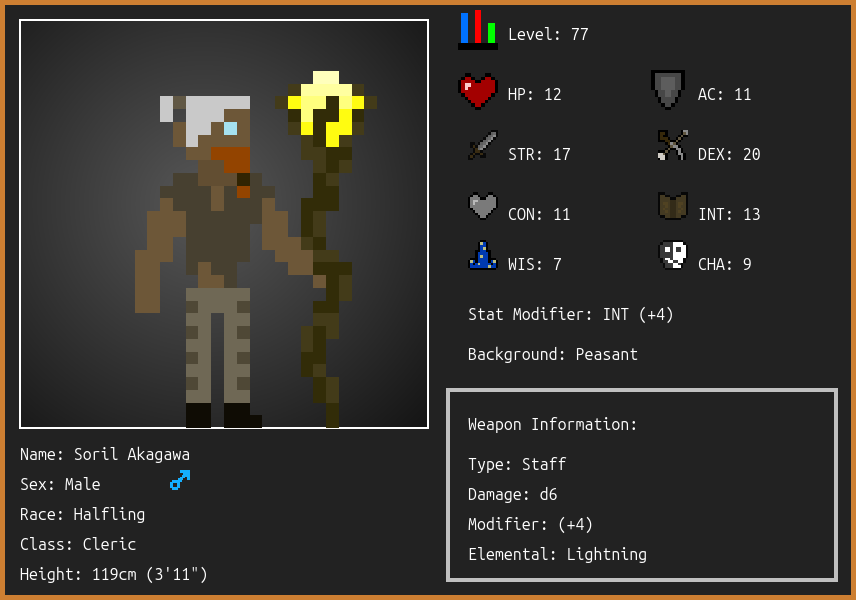 Level: 77
HP: 12
AC: 11
STR: 17
DEX: 20
CON: 11
INT: 13
WIS: 7
CHA: 9
Stat Modifier: INT (+4)
Background: Peasant
Weapon Information:
Type: Staff
Damage: d6
Modifier: (+4)
Elemental: Lightning
Name: Soril Akagawa
Sex: Male
Race: Halfling
Class: Cleric
Height: 119cm (3'11")